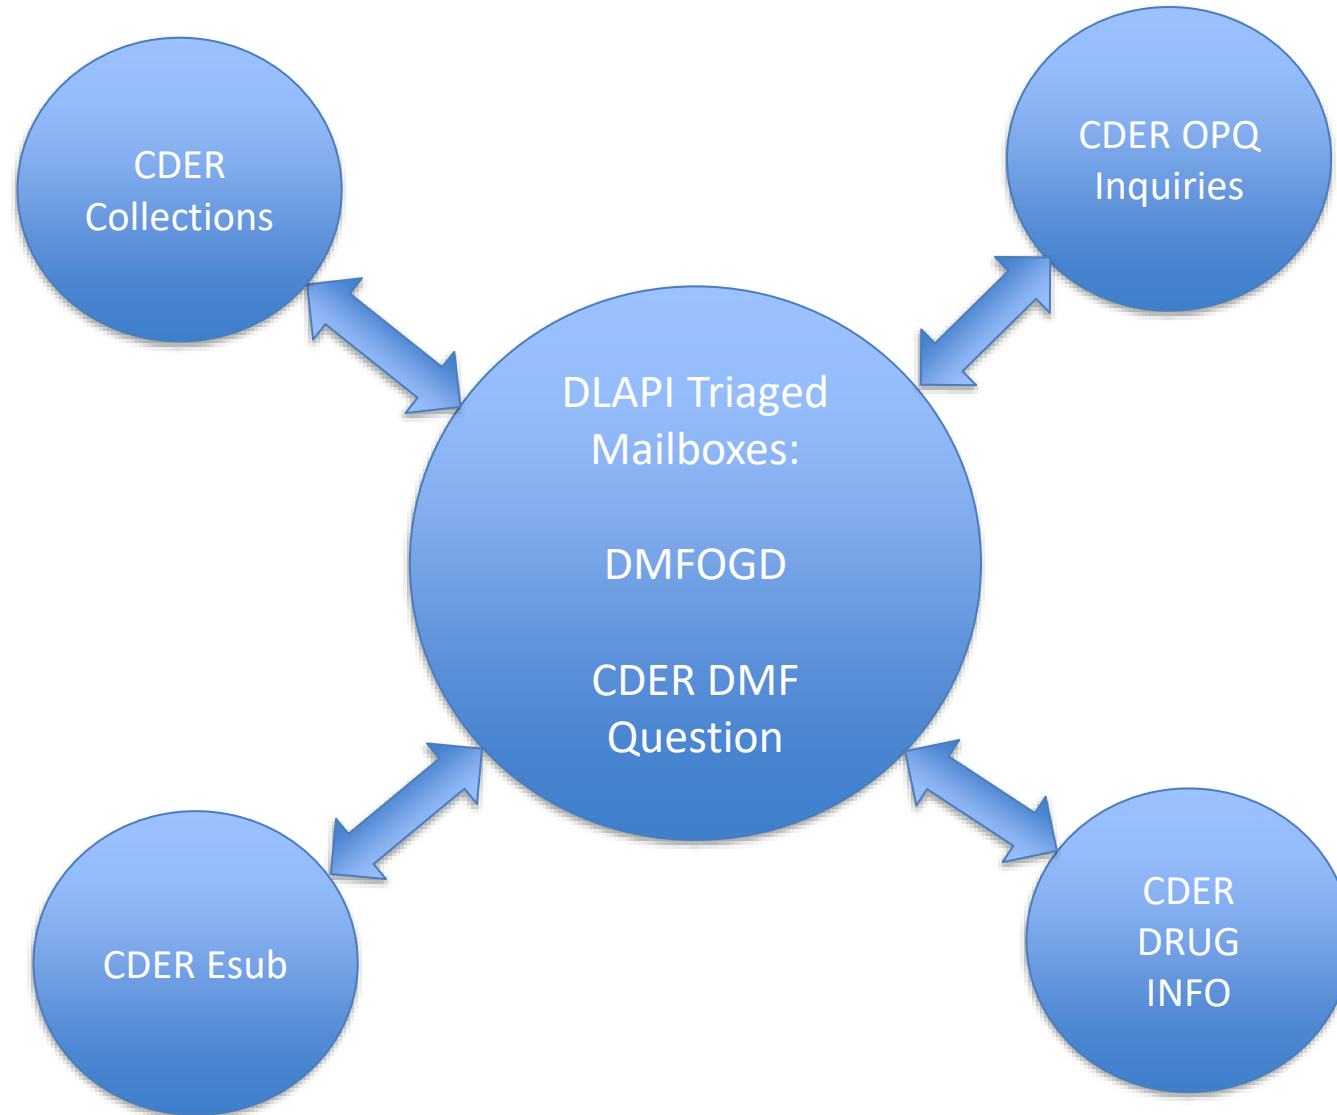 CDER
Collections
CDER OPQ
Inquiries
DLAPI Triaged
Mailboxes:
DMFOGD
CDER DMF
Question
CDER Esub
CDER
DRUG
INFO